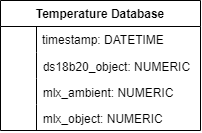 Temperature Database
timestamp: DATETIME
ds18b20_object: NUMERIC
mlx_ambient: NUMERIC
mlx_object: NUMERIC